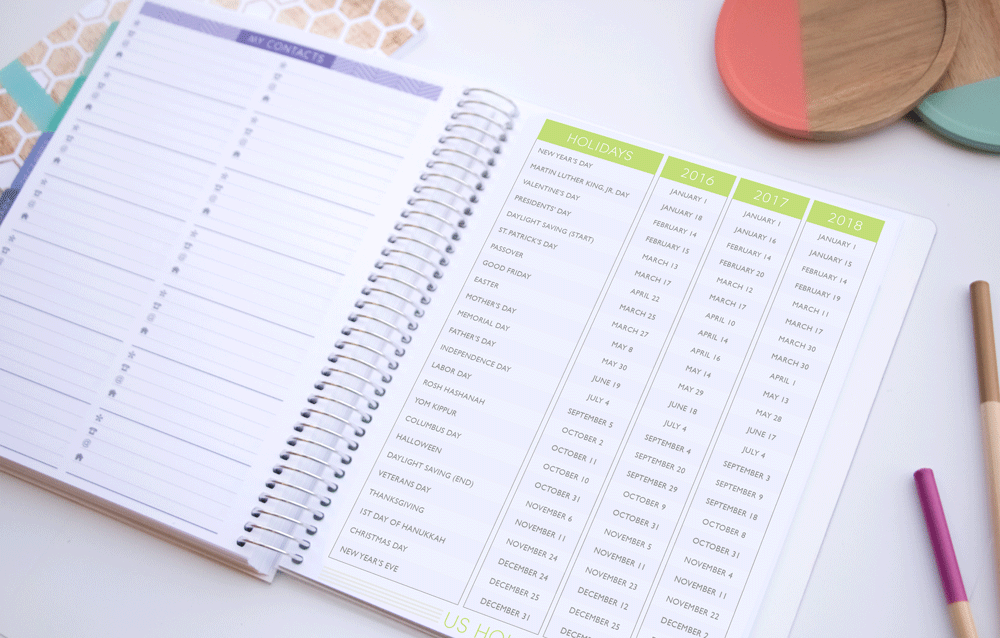 MY CONTACTS
HOLIDAYS 2016 2017 2018
NEW YEAR'S DAY JANUARY 1 JANUARY 1 JANUARY 1
MARTIN LUTHER KING, JR. DAY JANUARY 18 JANUARY 16 JANUARY 15
VALENTINE'S DAY FEBRUARY 14 FEBRUARY 14 FEBRUARY 14
PRESIDENTS' DAY FEBRUARY 15 FEBRUARY 20 FEBRUARY 19
DAYLIGHT SAVING (START) MARCH 13 MARCH 12 MARCH 11
ST. PATRICK'S DAY MARCH 17 MARCH 17 MARCH 17
PASSOVER APRIL 22 APRIL 10 MARCH 30
GOOD FRIDAY MARCH 25 APRIL 14 MARCH 30
EASTER MARCH 27 APRIL 16 APRIL 1
MOTHER'S DAY MAY 8 MAY 14 MAY 13
MEMORIAL DAY MAY 30 MAY 29 MAY 28
FATHER'S DAY JUNE 19 JUNE 18 JUNE 17
INDEPENDENCE DAY JULY 4 JULY 4 JULY 4
LABOR DAY SEPTEMBER 5 SEPTEMBER 4 SEPTEMBER 3
ROSH HASHANAH OCTOBER 2 SEPTEMBER 20 SEPTEMBER 9
YOM KIPPUR OCTOBER 11 SEPTEMBER 29 SEPTEMBER 18
COLUMBUS DAY OCTOBER 10 OCTOBER 9 OCTOBER 8
HALLOWEEN OCTOBER 31 OCTOBER 31 OCTOBER 31
DAYLIGHT SAVING (END) NOVEMBER 6 NOVEMBER 5 NOVEMBER 4
VETERANS DAY NOVEMBER 11 NOVEMBER 11 NOVEMBER 11
THANKSGIVING NOVEMBER 24 NOVEMBER 23 NOVEMBER 22
1ST DAY OF HANUKKAH DECEMBER 24 DECEMBER 12 DECEMBER 2
CHRISTMAS DAY DECEMBER 25 DECEMBER 25
NEW YEAR'S EVE DECEMBER 31 DECEMBER
US HOL